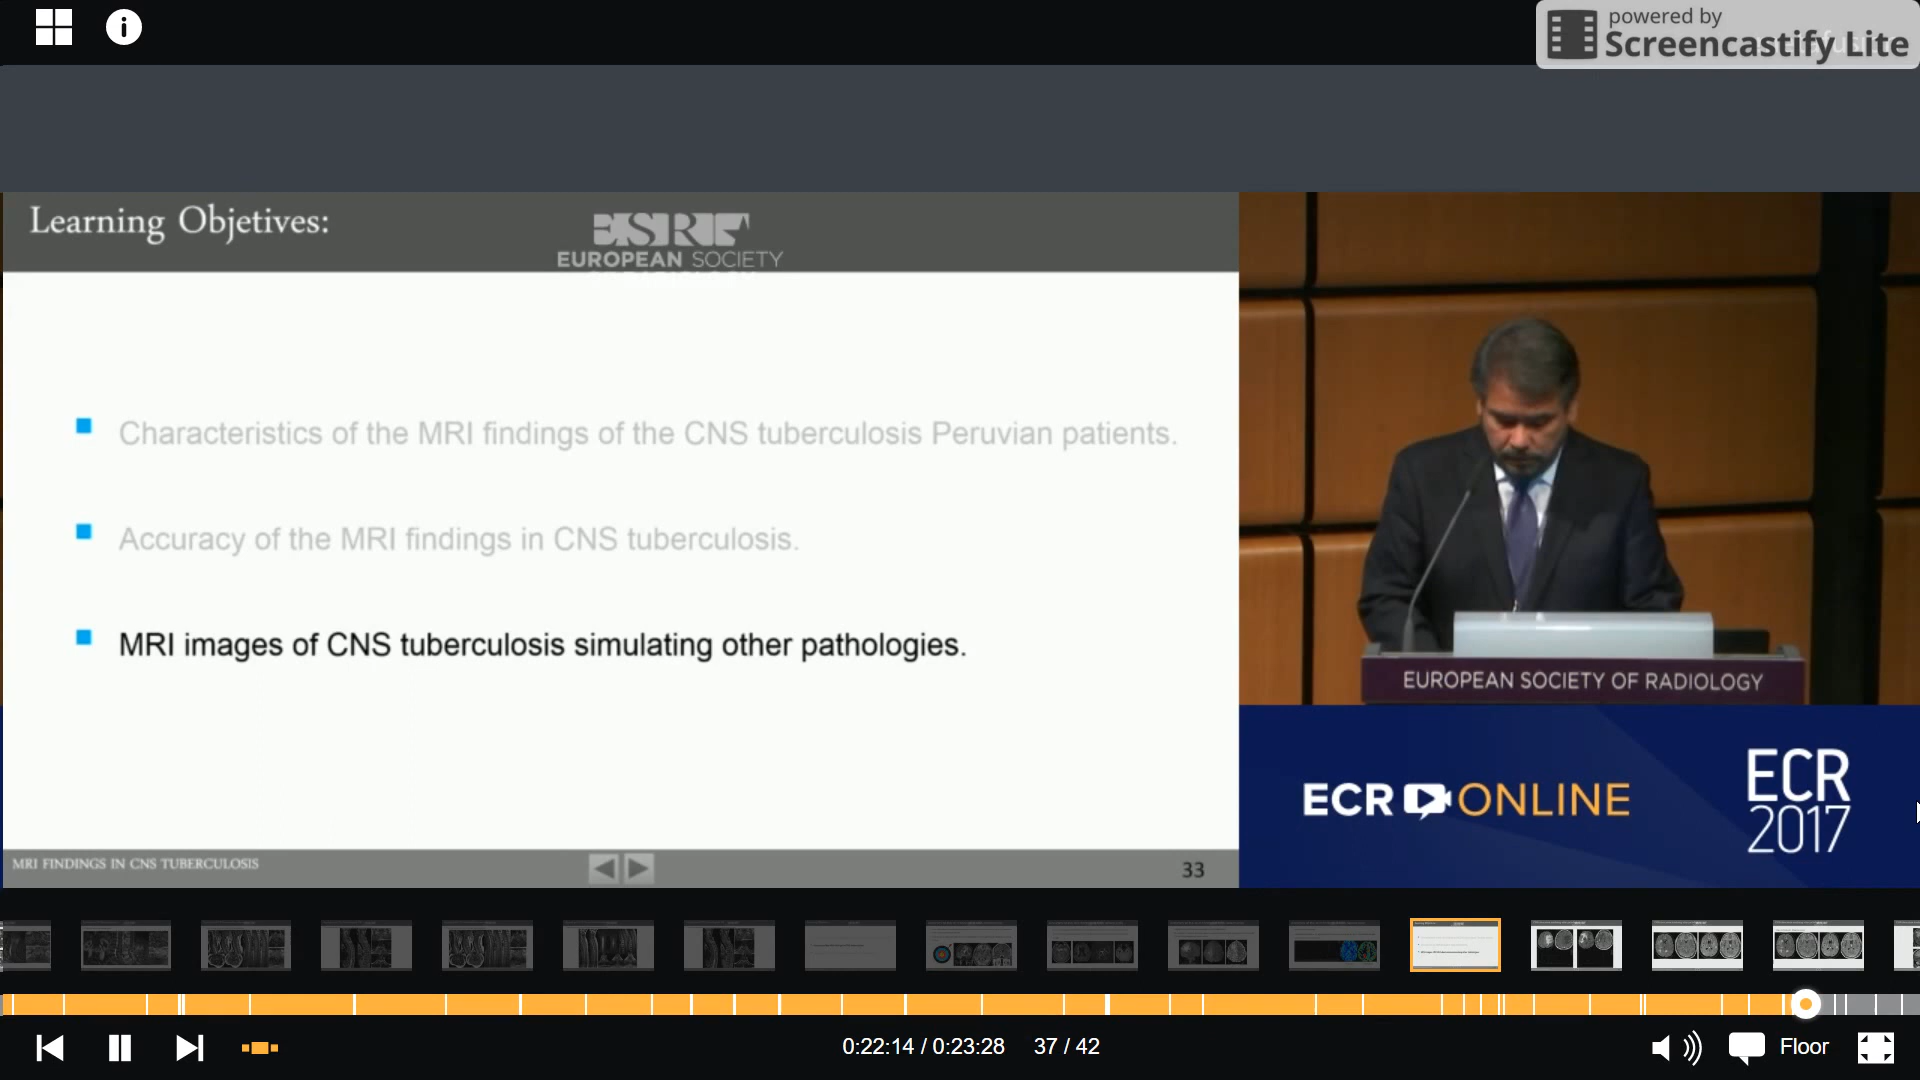 powered by
Screencastify Lite
Learning Objetives:
ESR
EUROPEAN SOCIETY
Characteristics of the MRI findings of the CNS tuberculosis Peruvian patients.
Accuracy of the MRI findings in CNS tuberculosis.
MRI images of CNS tuberculosis simulating other pathologies.
MRI FINDINGS IN CNS TUBERCULOSIS
33
EUROPEAN SOCIETY OF RADIOLOGY
ECR ONLINE
ECR
2017
0:22:14 / 0:23:28 37 / 42
Floor